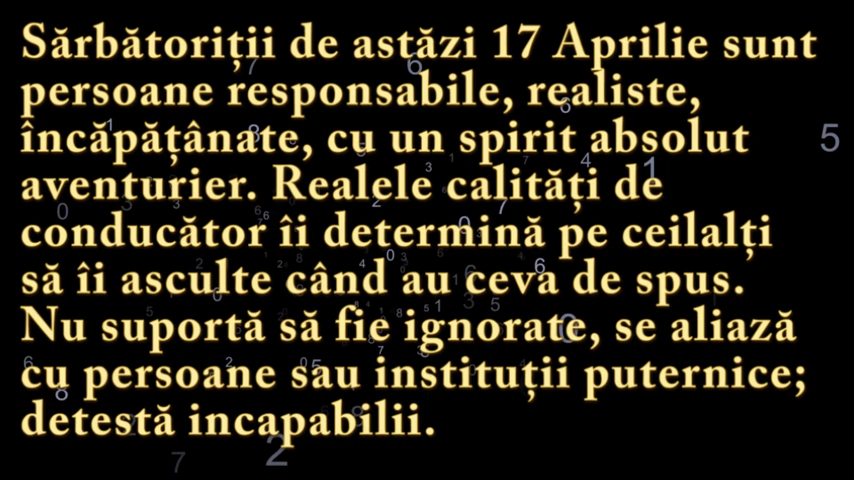 Sărbătoriții de astăzi 17 Aprilie sunt
persoane responsabile, realiste,
încăpățânate, cu un spirit absolut
aventurier. Realele calități de
conducător îi determină pe ceilalți
să îi asculte când au ceva de spus.
Nu suportă să fie ignorate, se aliază
cu persoane sau instituții puternice;
detestă incapabilii.